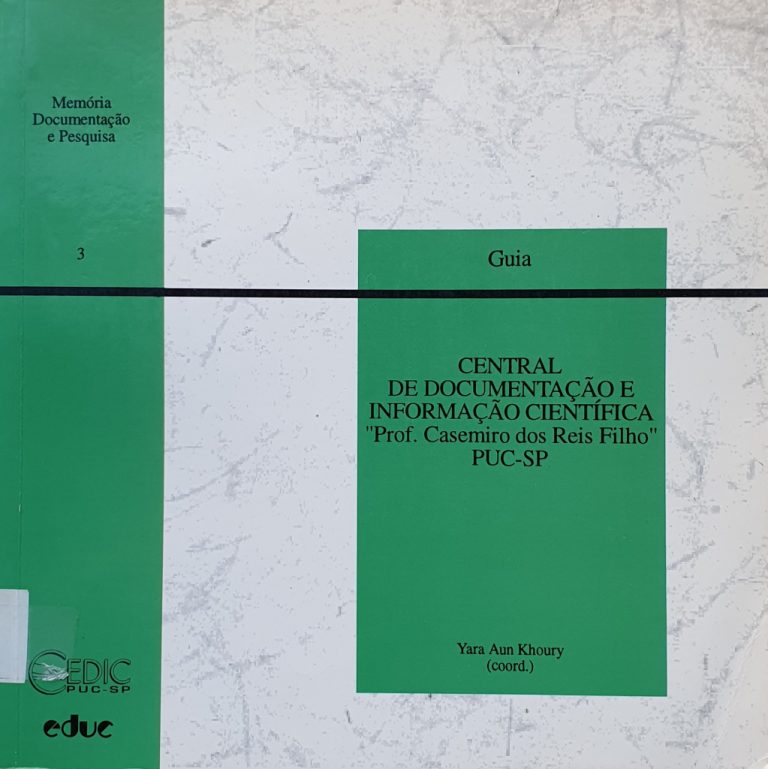 Memória
Documentação
e Pesquisa
3
Guia
CENTRAL
DE DOCUMENTAÇÃO E
INFORMAÇÃO CIENTÍFICA
"Prof. Casemiro dos Reis Filho"
PUC-SP
Yara Aun Khoury
(coord.)
CEDIC
PUC-SP
educ